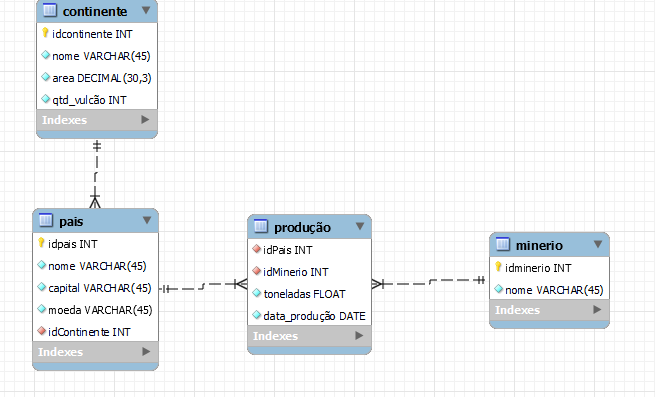 continente
idcontinente INT
nome VARCHAR(45)
area DECIMAL(30,3)
qtd_vulcão INT
Indexes
pais
idpais INT
nome VARCHAR(45)
capital VARCHAR(45)
moeda VARCHAR(45)
idContinente INT
Indexes
produção
idPais INT
idMinerio INT
toneladas FLOAT
data_produção DATE
Indexes
minerio
idminerio INT
nome VARCHAR(45)
Indexes